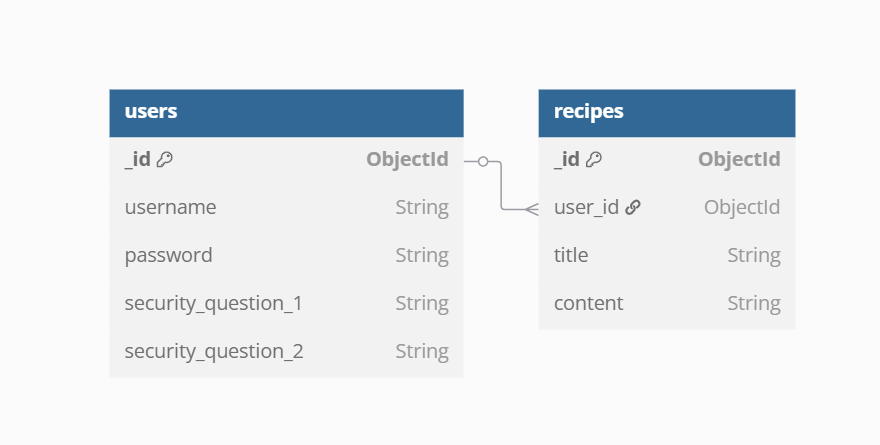 users
_id ObjectId
username String
password String
security_question_1 String
security_question_2 String
recipes
_id ObjectId
user_id ObjectId
title String
content String